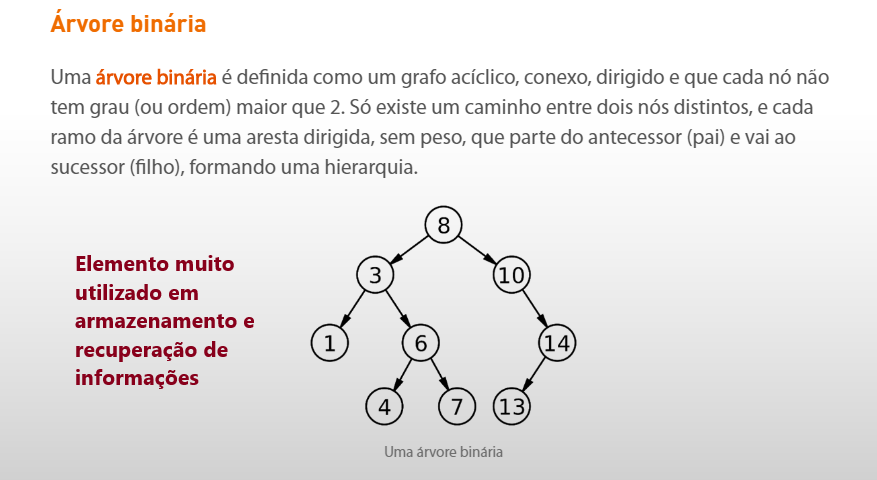 Árvore binária
Uma árvore binária é definida como um grafo acíclico, conexo, dirigido e que cada nó não
tem grau (ou ordem) maior que 2. Só existe um caminho entre dois nós distintos, e cada
ramo da árvore é uma aresta dirigida, sem peso, que parte do antecessor (pai) e vai ao
sucessor (filho), formando uma hierarquia.
Elemento muito
utilizado em
armazenamento e
recuperação de
informações
8
3 10
1 6 14
4 7 13
Uma árvore binária